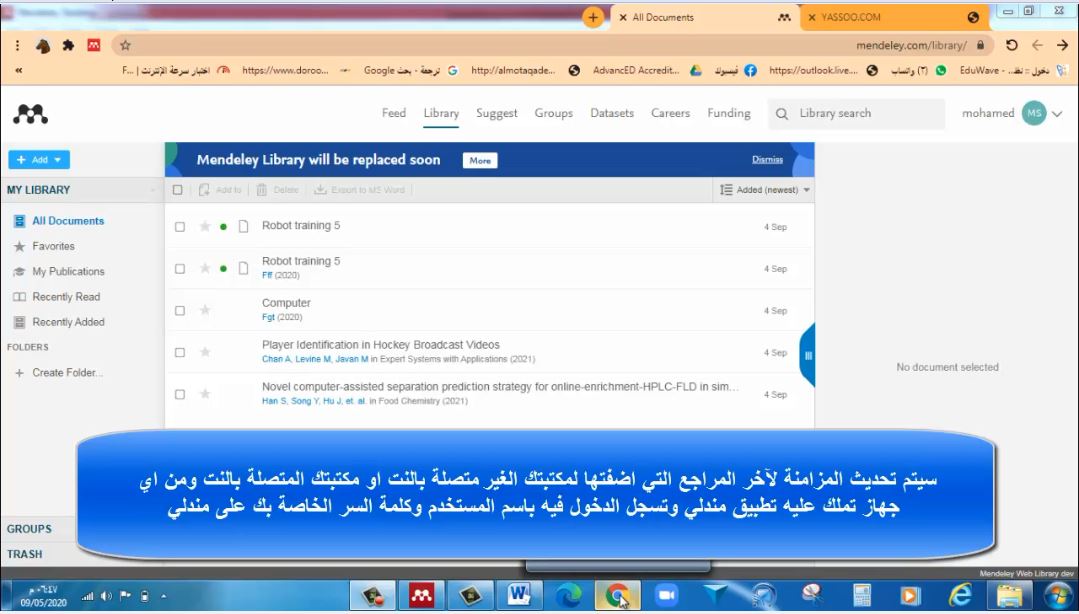 All Documents
YASSOO.COM
mendeley.com/library/
F... | اختبار سرعة الإنترنت
https://www.doroo...
ترجمة - بحث Google
http://almotaqade...
AdvancED Accredit...
فيسبوك
https://outlook.live...
(٢) واتساب
EduWave - دخول :: نظا...
Feed
Library
Suggest
Groups
Datasets
Careers
Funding
Library search
mohamed
MS
+ Add
Mendeley Library will be replaced soon
More
Dismiss
MY LIBRARY
Add to
Delete
Export to MS Word
Added (newest)
All Documents
Favorites
My Publications
Recently Read
Recently Added
FOLDERS
+ Create Folder...
Robot training 5
4 Sep
Robot training 5
4 Sep
Fff (2020)
Computer
4 Sep
Fgt (2020)
Player Identification in Hockey Broadcast Videos
4 Sep
Chan A, Levine M, Javan M in Expert Systems with Applications (2021)
Novel computer-assisted separation prediction strategy for online-enrichment-HPLC-FLD in sim...
4 Sep
Han S, Song Y, Hu J, et. al. in Food Chemistry (2021)
No document selected
سيتم تحديث المزامنة لآخر المراجع التي اضفتها لمكتبتك الغير متصلة بالنت او مكتبتك المتصلة بالنت ومن اي
جهاز تملك عليه تطبيق مندلي وتسجل الدخول فيه باسم المستخدم وكلمة السر الخاصة بك على مندلي
GROUPS
TRASH
Mendeley Web Library dev
09/05/2020